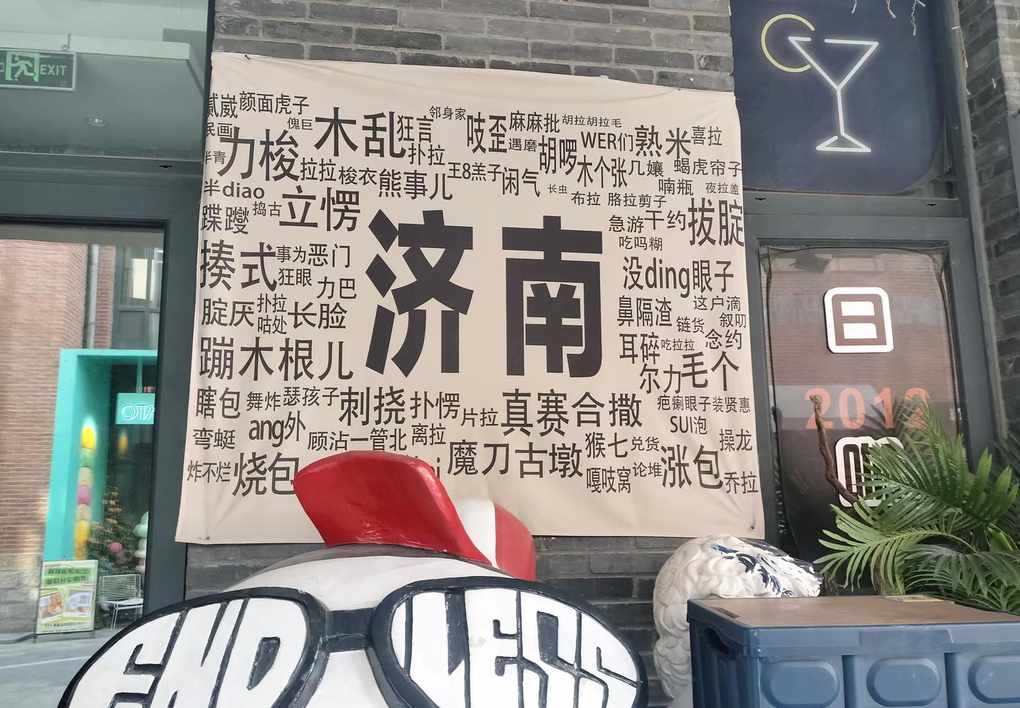 EXIT
颜面虎子
傀巨
木乱
狂言
扑拉
邻身家
吱歪
遇磨
麻麻批
胡拉胡拉毛
胡啰
WER们
熟米
喜拉
力梭
拉拉
梭衣
熊事儿
王8羔子
闲气
木个张
几孃
蝎虎帘子
喃瓶
夜拉盖
长虫
布拉
胳拉剪子
半diao
捣古
立愣
蹀躞
急游
干约
拔腚
吃吗糊
济南
揍式
事为
恶门
狂眼
力巴
没ding眼子
腚厌
扑拉
咕处
长脸
鼻隔渣
链货
这户滴
叙叨
念约
蹦木根儿
耳碎
吃拉拉
尔力
毛个
瞎包
舞炸
瑟孩子
刺挠
扑愣
片拉
真赛
合撒
疤瘌眼子
装贤惠
SUI泡
弯蜓
ang外
顾沾一管北
离拉
猴七
兑货
操龙
炸不烂
烧包
魔刀
古墩
嘎吱窝
论堆
涨包
乔拉
日
2012
END LESS